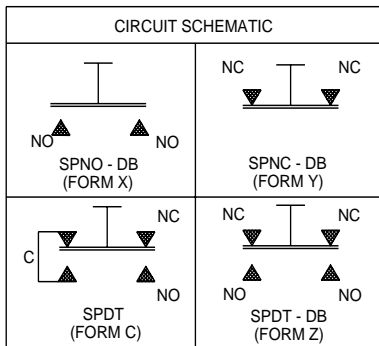 CIRCUIT SCHEMATIC
NO NO
SPNO - DB
(FORM X)
NC NC
SPNC - DB
(FORM Y)
NC
C
NO
SPDT
(FORM C)
NC NC
NO NO
SPDT - DB
(FORM Z)